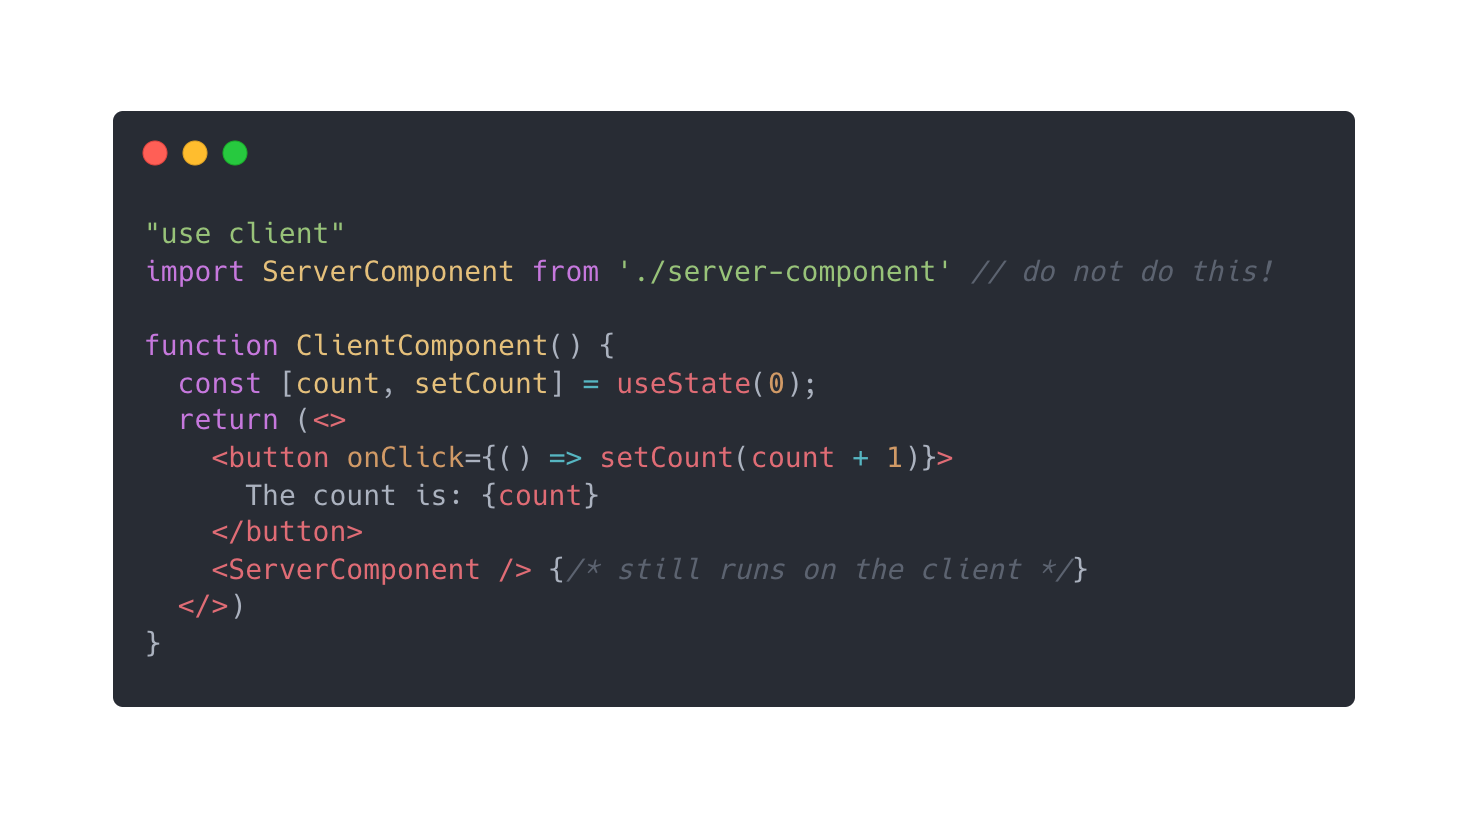 "use client"
import ServerComponent from './server-component' // do not do this!
function ClientComponent() {
  const [count, setCount] = useState(0);
  return (<>
    <button onClick={() => setCount(count + 1)}>
      The count is: {count}
    </button>
    <ServerComponent /> {/* still runs on the client */}
  </>)
}